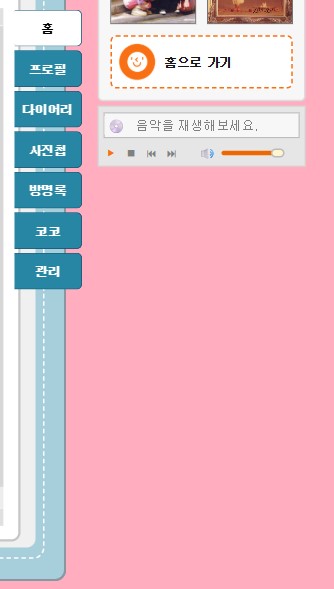 홈
프로필
다이어리
사진첩
방명록
코코
관리
홈으로 가기
음악을 재생해보세요.